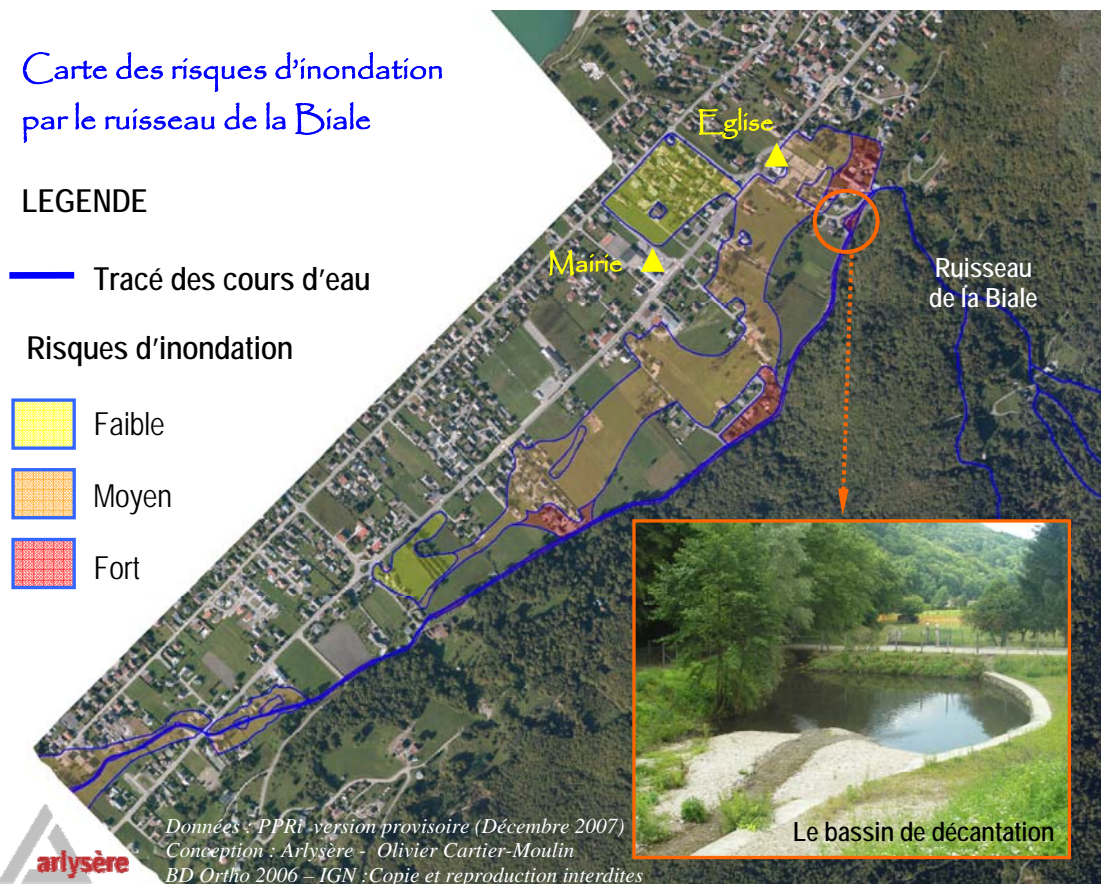 Carte des risques d'inondation
par le ruisseau de la Biale
LEGENDE
Tracé des cours d'eau
Risques d'inondation
Faible
Moyen
Fort
Eglise
Mairie
Ruisseau
de la Biale
Le bassin de décantation
Données : PPRi version provisoire (Décembre 2007)
Conception : Arlysère - Olivier Cartier-Moulin
BD Ortho 2006 – IGN :Copie et reproduction interdites
arlysère